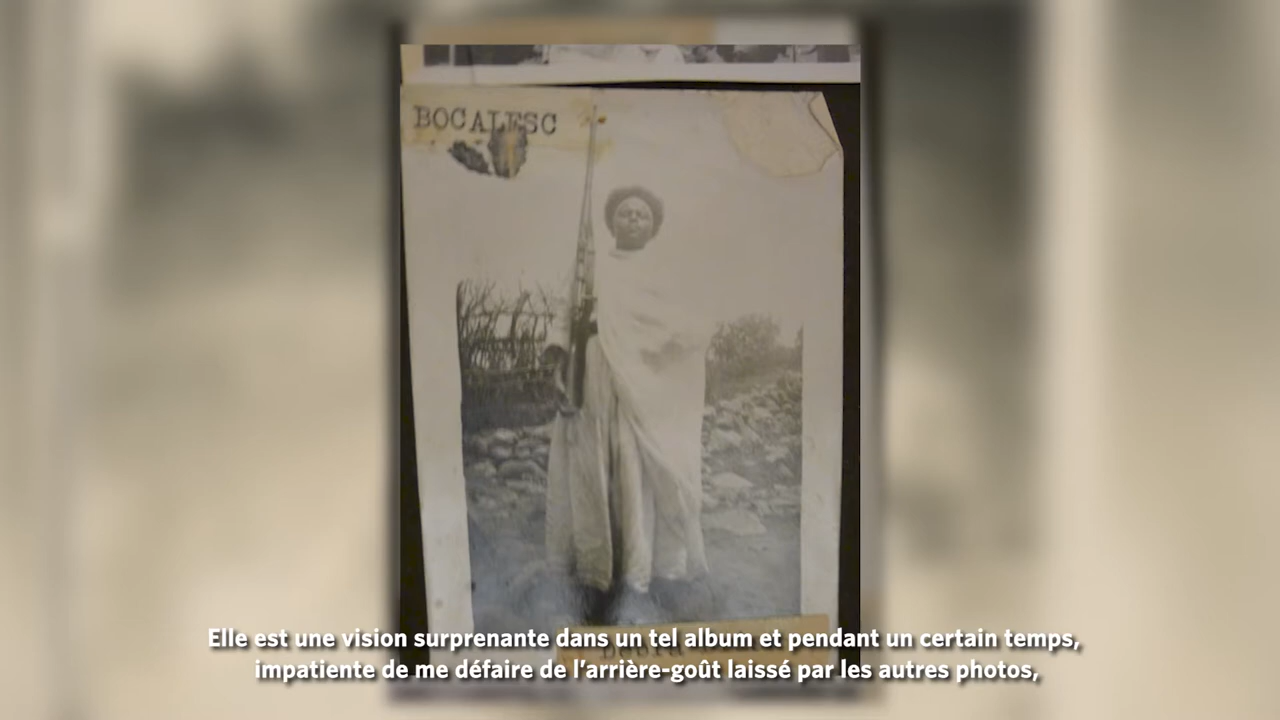 BOCALESC
Elle est une vision surprenante dans un tel album et pendant un certain temps,
impatiente de me défaire de l'arrière-goût laissé par les autres photos,